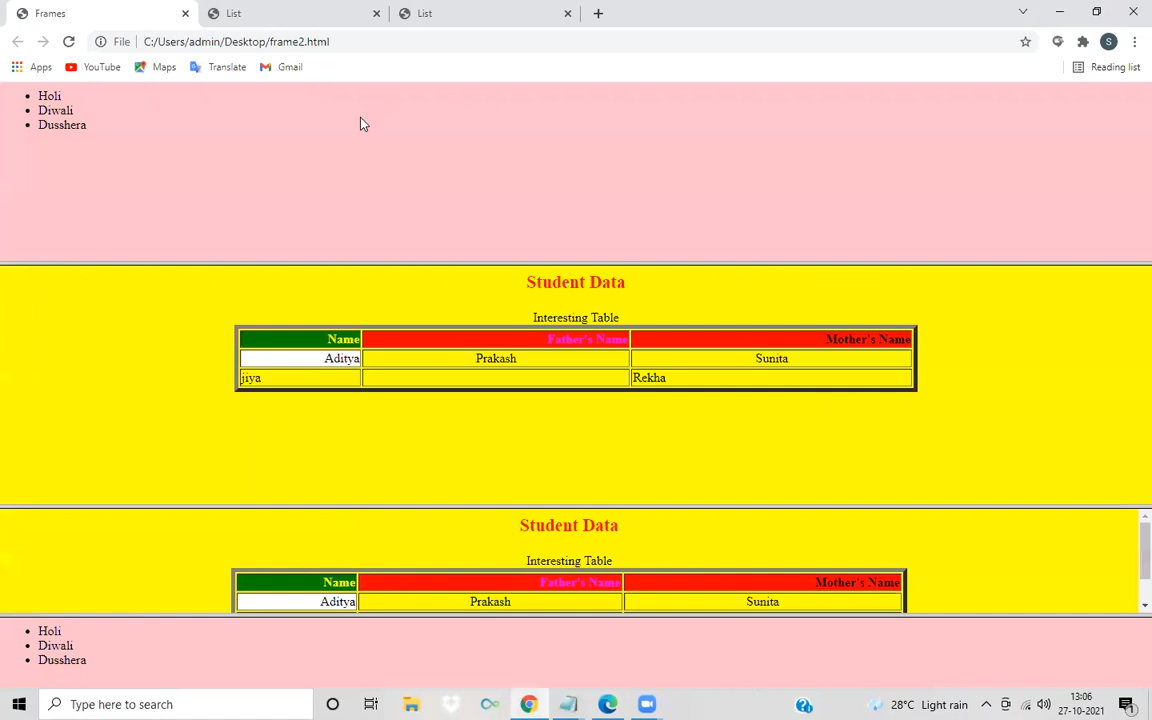 Frames
List
List
File
C:/Users/admin/Desktop/frame2.html
S
Apps
YouTube
Maps
Translate
Gmail
Reading list
Holi
Diwali
Dusshera
Student Data
Interesting Table
Name Father's Name Mother's Name
Aditya Prakash Sunita
jiya Rekha
Student Data
Interesting Table
Name Father's Name Mother's Name
Aditya Prakash Sunita
Holi
Diwali
Dusshera
Type here to search
28°C Light rain
13:06
27-10-2021
1